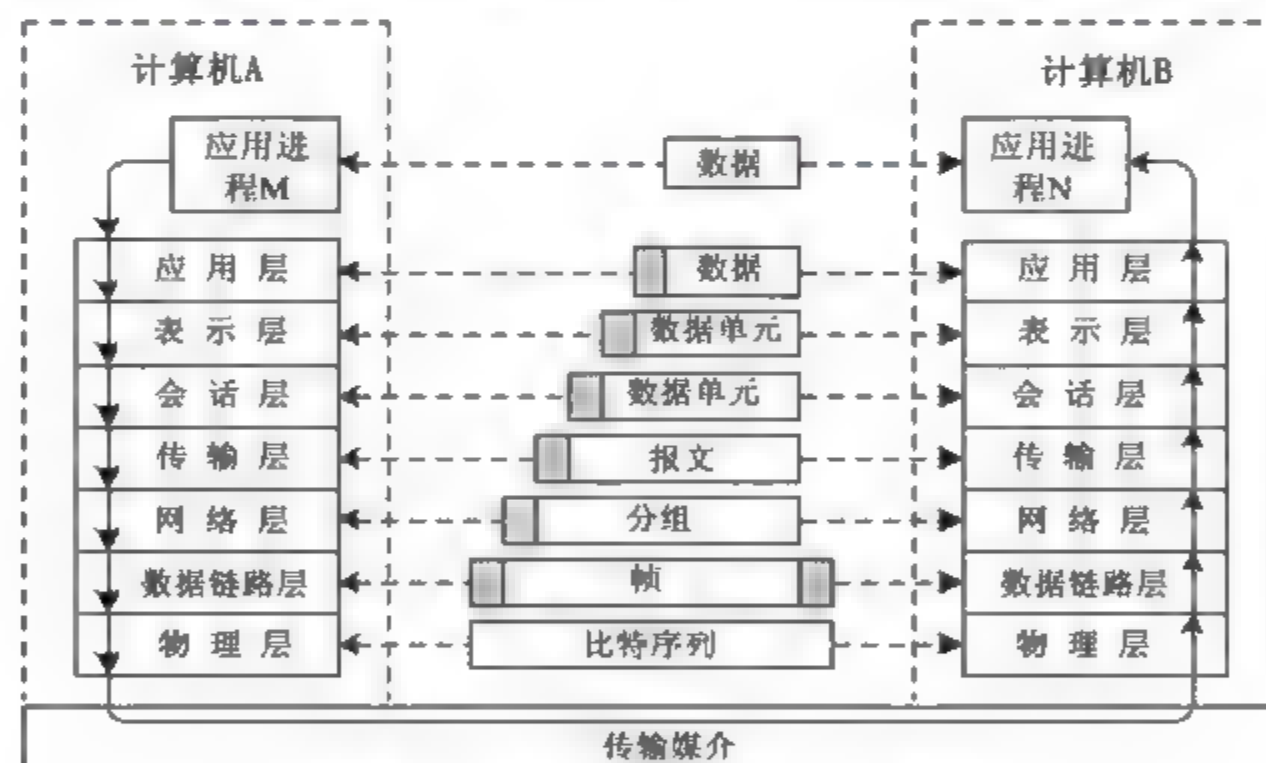 计算机A 计算机B
应用进程M 数据 应用进程N
应用层 数据 应用层
表示层 数据单元 表示层
会话层 数据单元 会话层
传输层 报文 传输层
网络层 分组 网络层
数据链路层 帧 数据链路层
物理层 比特序列 物理层
传输媒介